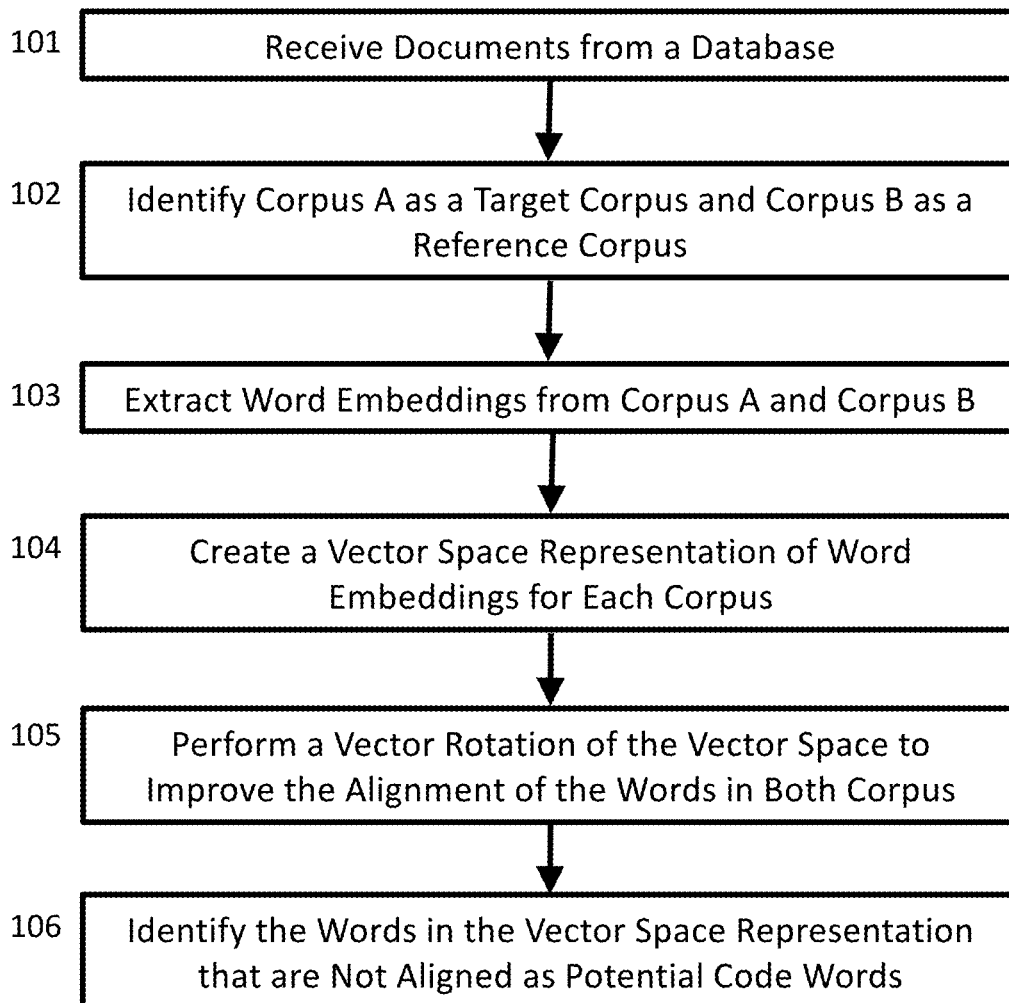 101 Receive Documents from a Database
102 Identify Corpus A as a Target Corpus and Corpus B as a
Reference Corpus
103 Extract Word Embeddings from Corpus A and Corpus B
104 Create a Vector Space Representation of Word
Embeddings for Each Corpus
105 Perform a Vector Rotation of the Vector Space to
Improve the Alignment of the Words in Both Corpus
106 Identify the Words in the Vector Space Representation
that are Not Aligned as Potential Code Words